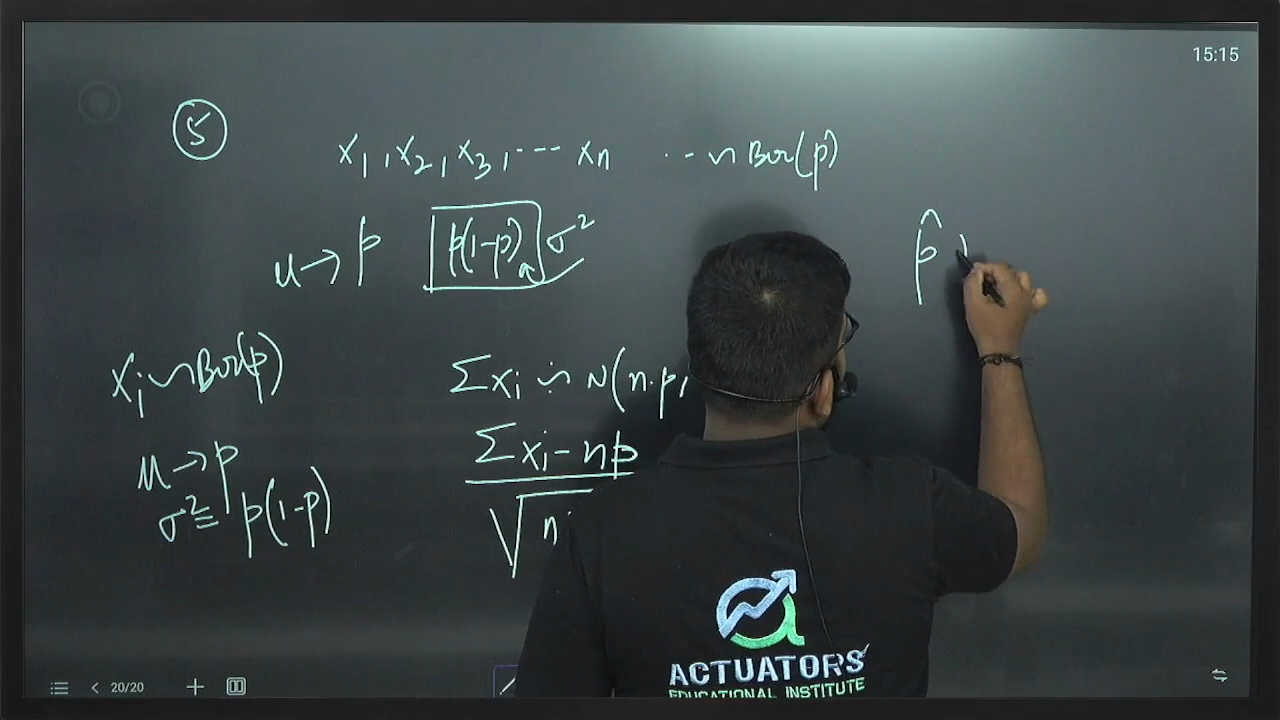 15:15
⑤
x₁, x₂, x₃, --- xₙ -- ~ Ber(p)
μ → p p(1-p) σ²
p̂
xᵢ ~ Ber(p)
Σxᵢ ∼̇ N(n.p,
μ → p
σ² ≡ p(1-p)
Σxᵢ - np
√n
ACTUATORS
EDUCATIONAL INSTITUTE
20/20